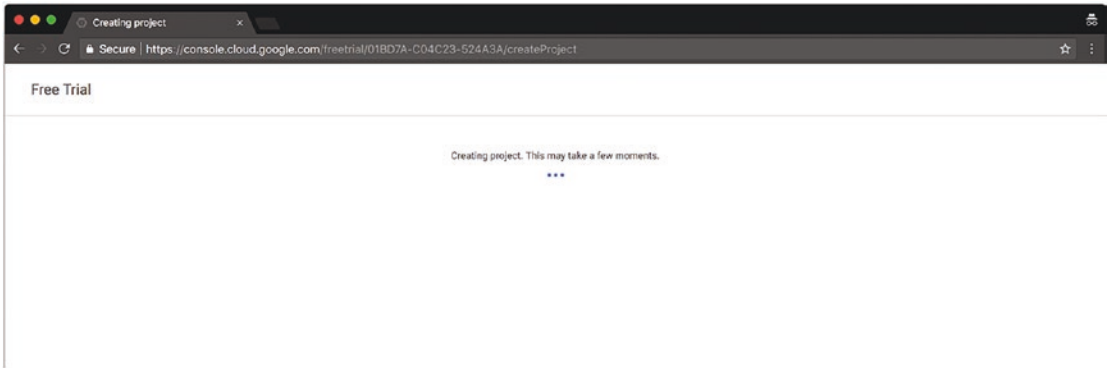 Creating project
Secure | https://console.cloud.google.com/freetrial/01BD7A-C04C23-524A3A/createProject
Free Trial
Creating project. This may take a few moments.